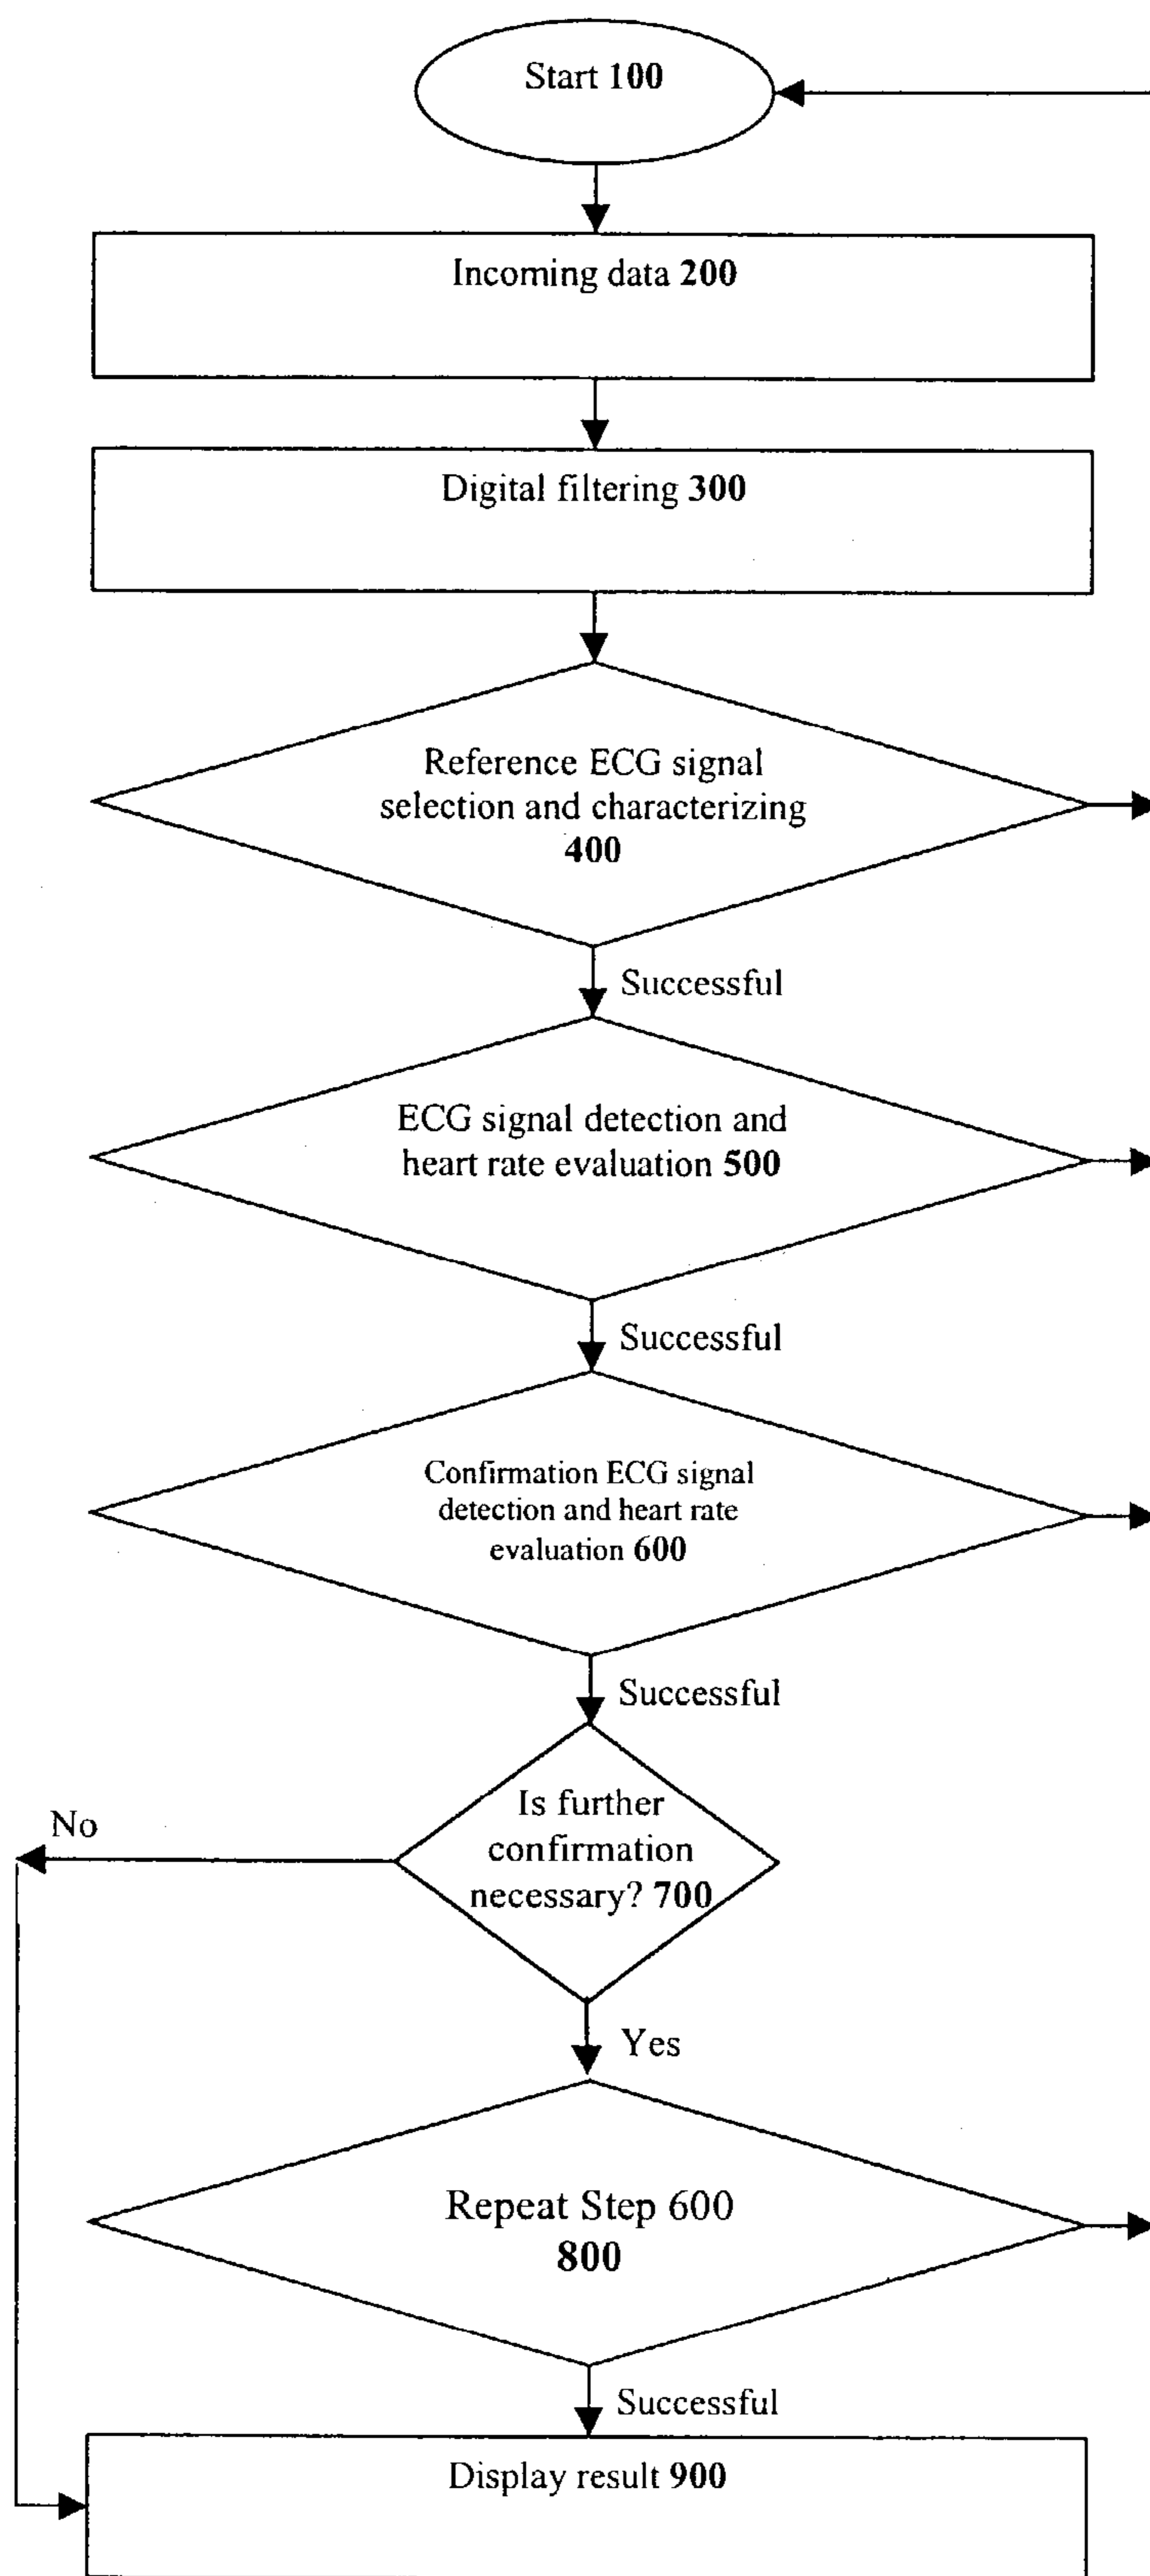 Start 100
Incoming data 200
Digital filtering 300
Reference ECG signal
selection and characterizing
400
Successful
ECG signal detection and
heart rate evaluation 500
Successful
Confirmation ECG signal
detection and heart rate
evaluation 600
Successful
Is further
confirmation
necessary? 700
No
Yes
Repeat Step 600
800
Successful
Display result 900